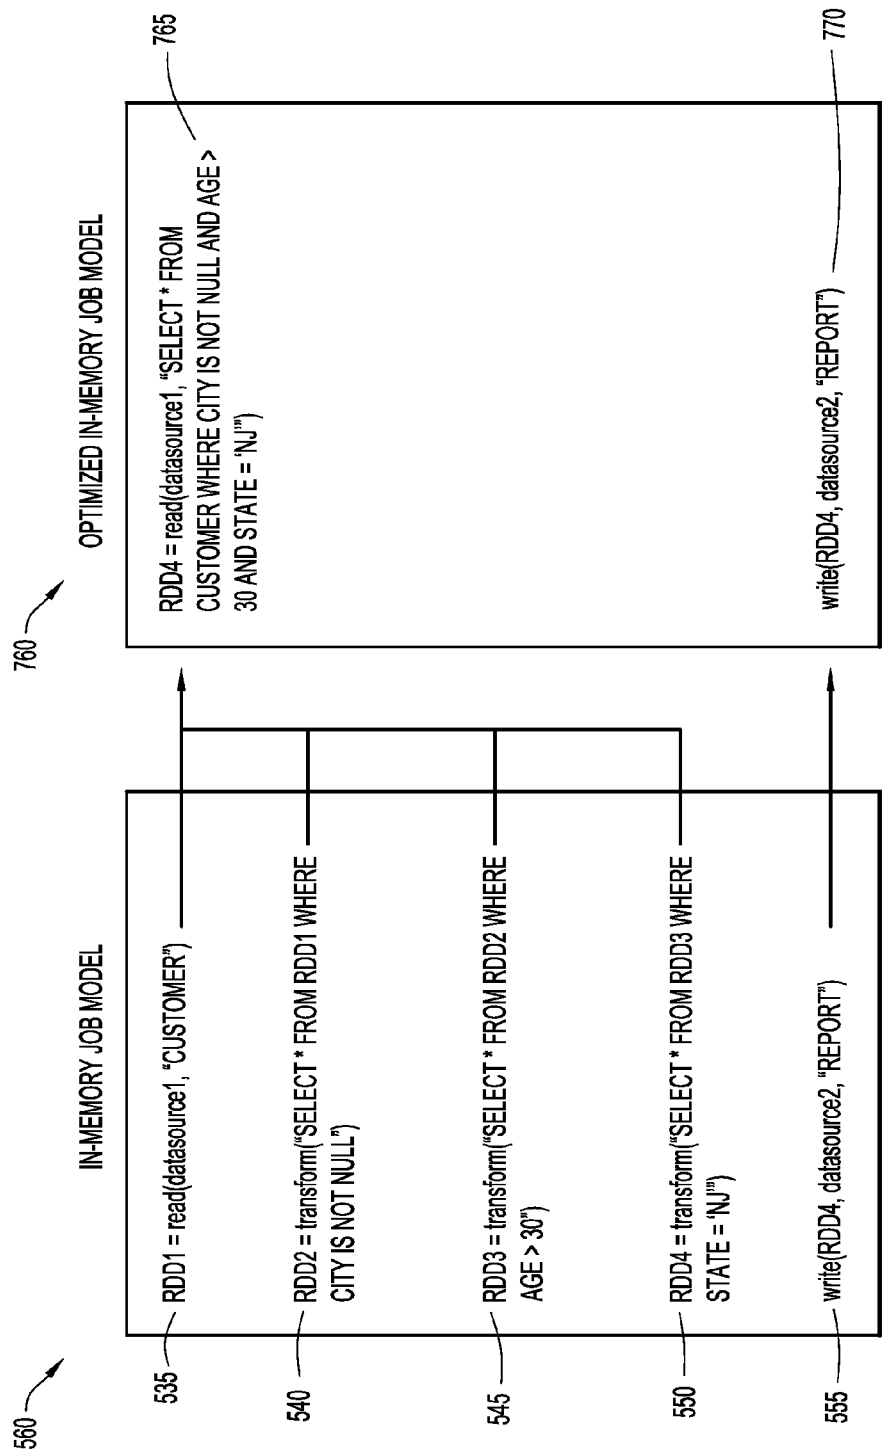 560
IN-MEMORY JOB MODEL
535
RDD1 = read(datasource1, “CUSTOMER”)
540
RDD2 = transform(“SELECT * FROM RDD1 WHERE
CITY IS NOT NULL”)
545
RDD3 = transform(“SELECT * FROM RDD2 WHERE
AGE > 30”)
550
RDD4 = transform(“SELECT * FROM RDD3 WHERE
STATE = ‘NJ’”)
555
write(RDD4, datasource2, “REPORT”)
760
OPTIMIZED IN-MEMORY JOB MODEL
RDD4 = read(datasource1, “SELECT * FROM
CUSTOMER WHERE CITY IS NOT NULL AND AGE >
30 AND STATE = ‘NJ’”)
765
write(RDD4, datasource2, “REPORT”)
770